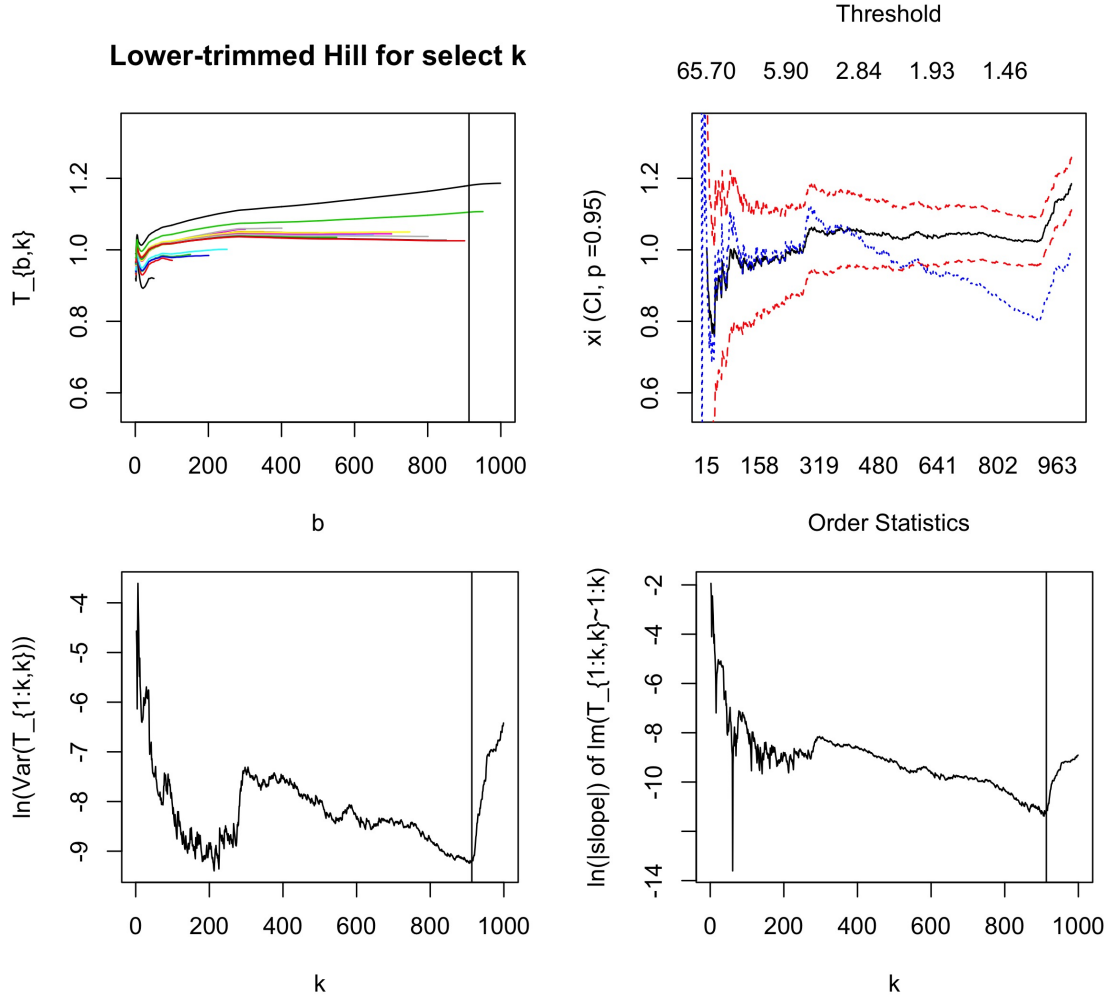 Lower-trimmed Hill for select k
T_{b,k}
0.6 0.8 1.0 1.2
0 200 400 600 800 1000
b
Threshold
65.70 5.90 2.84 1.93 1.46
xi (CI, p =0.95)
0.6 0.8 1.0 1.2
15 158 319 480 641 802 963
Order Statistics
ln(Var(T_{1:k,k}))
-9 -8 -7 -6 -5 -4
0 200 400 600 800 1000
k
ln(|slope|) of lm(T_{1:k,k}~1:k)
-14 -10 -8 -6 -4 -2
0 200 400 600 800 1000
k